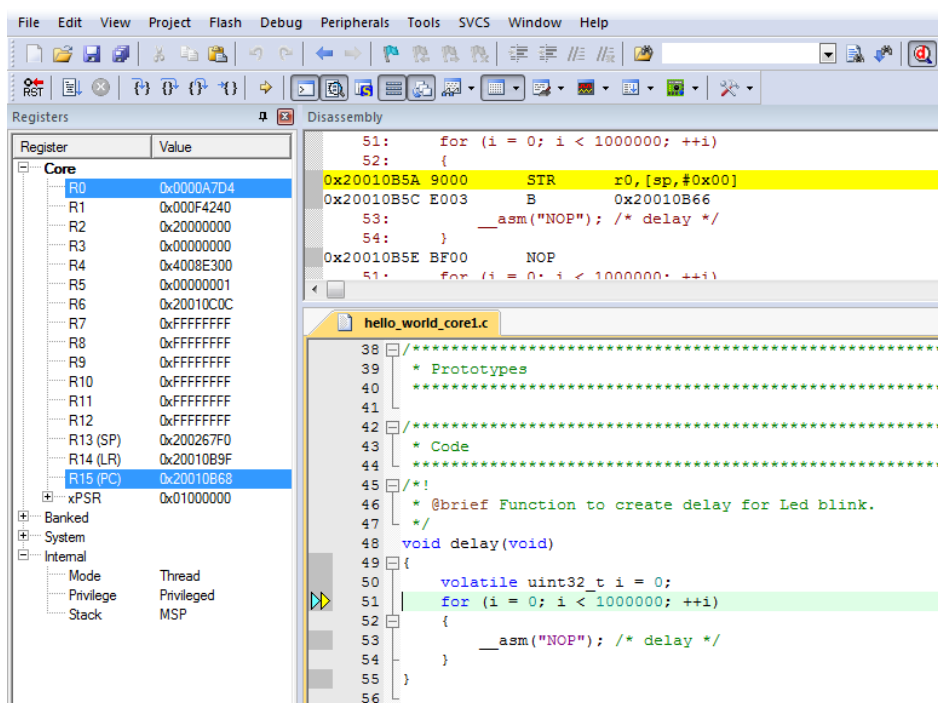 File Edit View Project Flash Debug Peripherals Tools SVCS Window Help
RST
Registers
Register Value
Core
R0 0x0000A7D4
R1 0x000F4240
R2 0x20000000
R3 0x00000000
R4 0x4008E300
R5 0x00000001
R6 0x20010C0C
R7 0xFFFFFFFF
R8 0xFFFFFFFF
R9 0xFFFFFFFF
R10 0xFFFFFFFF
R11 0xFFFFFFFF
R12 0xFFFFFFFF
R13 (SP) 0x200267F0
R14 (LR) 0x20010B9F
R15 (PC) 0x20010B68
xPSR 0x01000000
Banked
System
Internal
Mode Thread
Privilege Privileged
Stack MSP
Disassembly
51: for (i = 0; i < 1000000; ++i)
52: {
0x20010B5A 9000 STR r0,[sp,#0x00]
0x20010B5C E003 B 0x20010B66
53: __asm("NOP"); /* delay */
54: }
0x20010B5E BF00 NOP
51: for (i = 0; i < 1000000; ++i)
hello_world_core1.c
38 /*******************************************************
39 * Prototypes
40 *******************************************************
41
42 /*******************************************************
43 * Code
44 *******************************************************
45 /*!
46 * @brief Function to create delay for Led blink.
47 */
48 void delay(void)
49 {
50 volatile uint32_t i = 0;
51 for (i = 0; i < 1000000; ++i)
52 {
53 __asm("NOP"); /* delay */
54 }
55 }
56